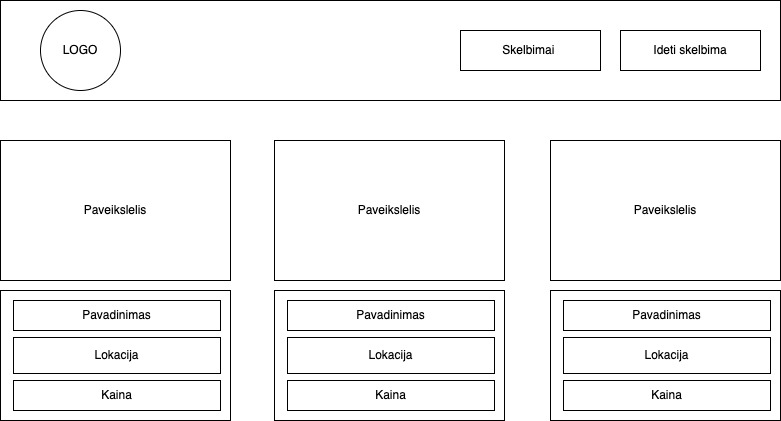 LOGO
Skelbimai
Ideti skelbima
Paveikslelis
Paveikslelis
Paveikslelis
Pavadinimas
Lokacija
Kaina
Pavadinimas
Lokacija
Kaina
Pavadinimas
Lokacija
Kaina